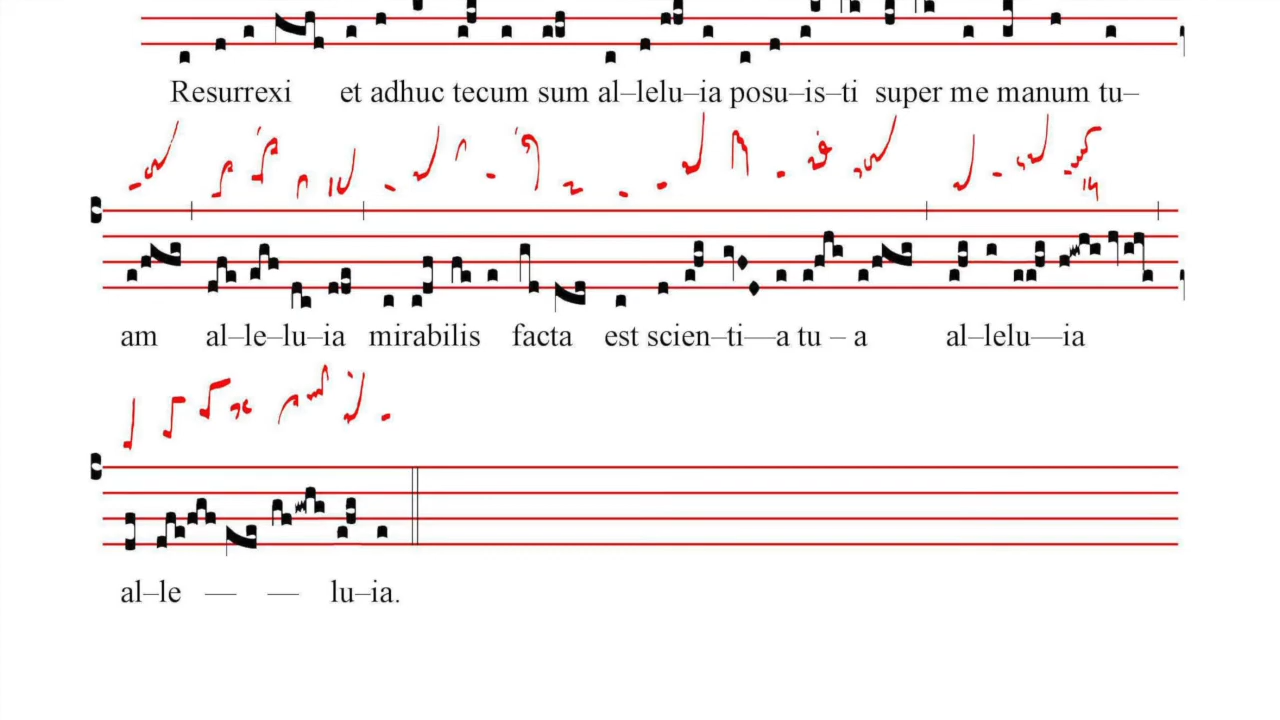 Resurrexi et adhuc tecum sum al–lelu–ia posu–is–ti super me manum tu–
am al–le–lu–ia mirabilis facta est scien–ti—a tu – a al–lelu—ia
al–le — — lu–ia.